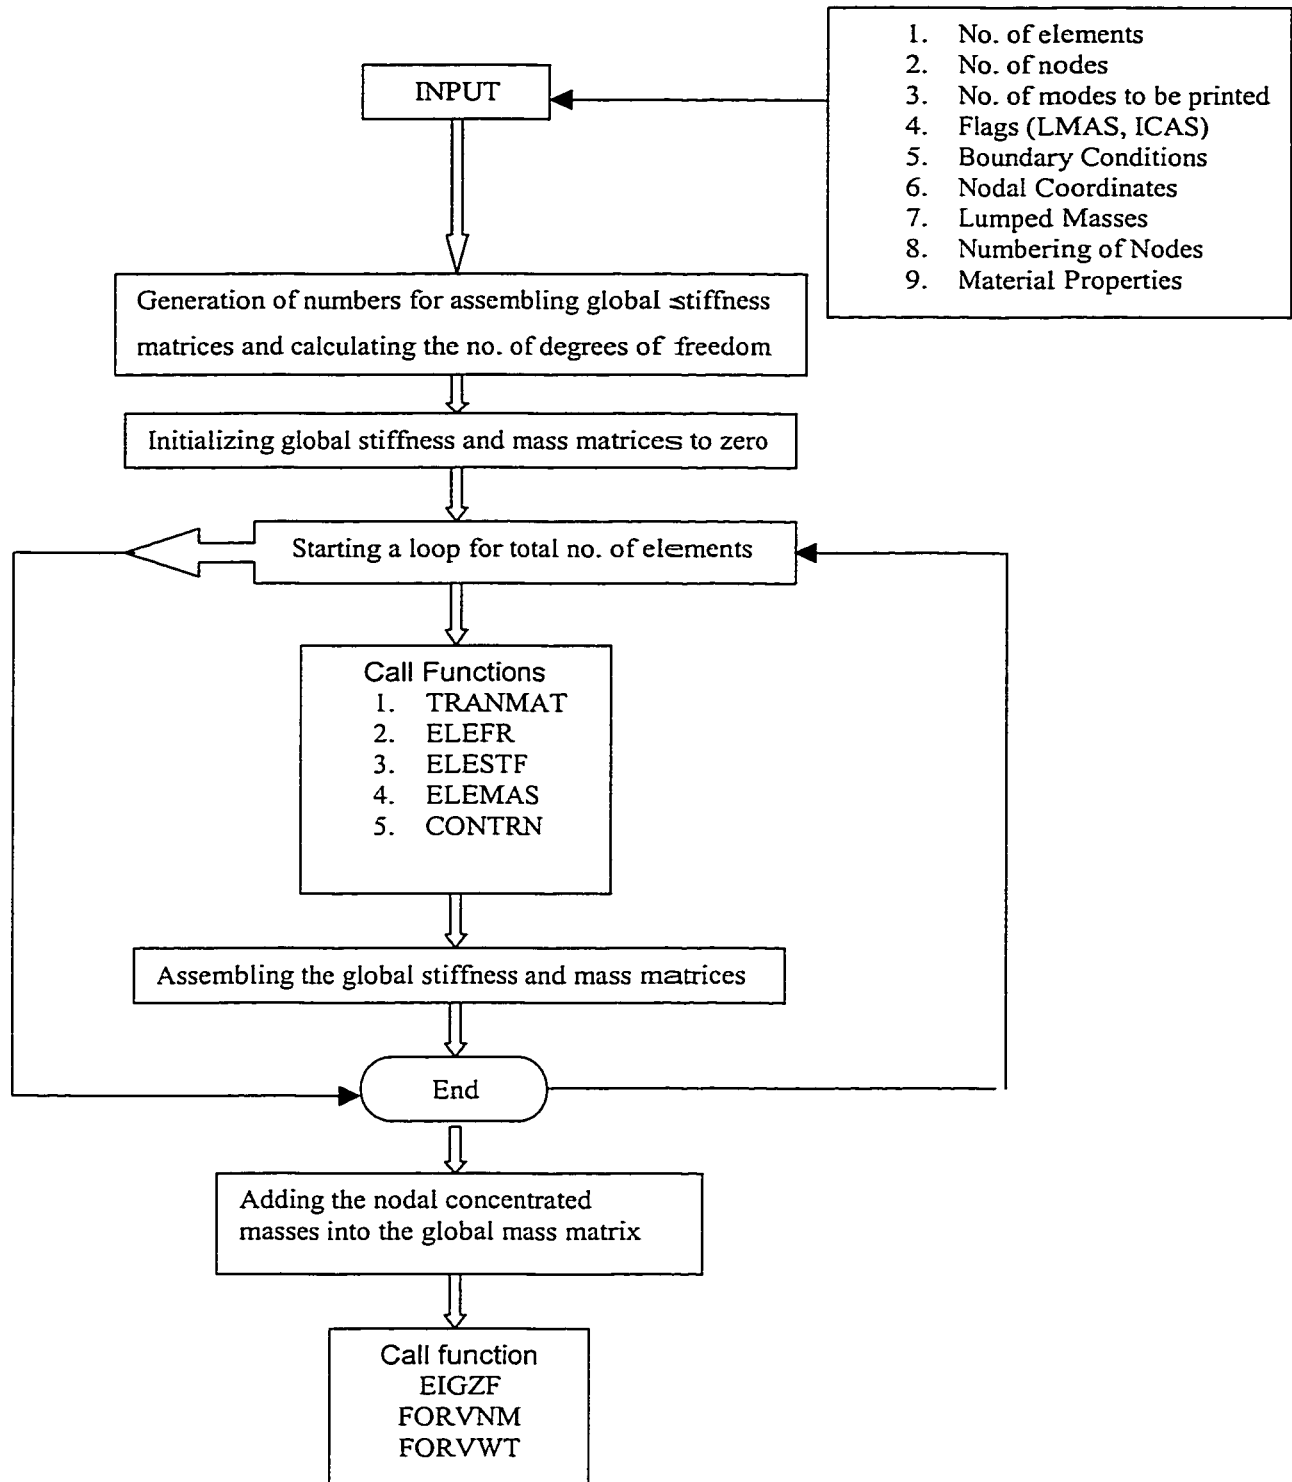 INPUT
1. No. of elements
2. No. of nodes
3. No. of modes to be printed
4. Flags (LMAS, ICAS)
5. Boundary Conditions
6. Nodal Coordinates
7. Lumped Masses
8. Numbering of Nodes
9. Material Properties
Generation of numbers for assembling global stiffness
matrices and calculating the no. of degrees of freedom
Initializing global stiffness and mass matrices to zero
Starting a loop for total no. of elements
Call Functions
1. TRANMAT
2. ELEFR
3. ELESTF
4. ELEMAS
5. CONTRN
Assembling the global stiffness and mass matrices
End
Adding the nodal concentrated
masses into the global mass matrix
Call function
EIGZF
FORVNM
FORVWT